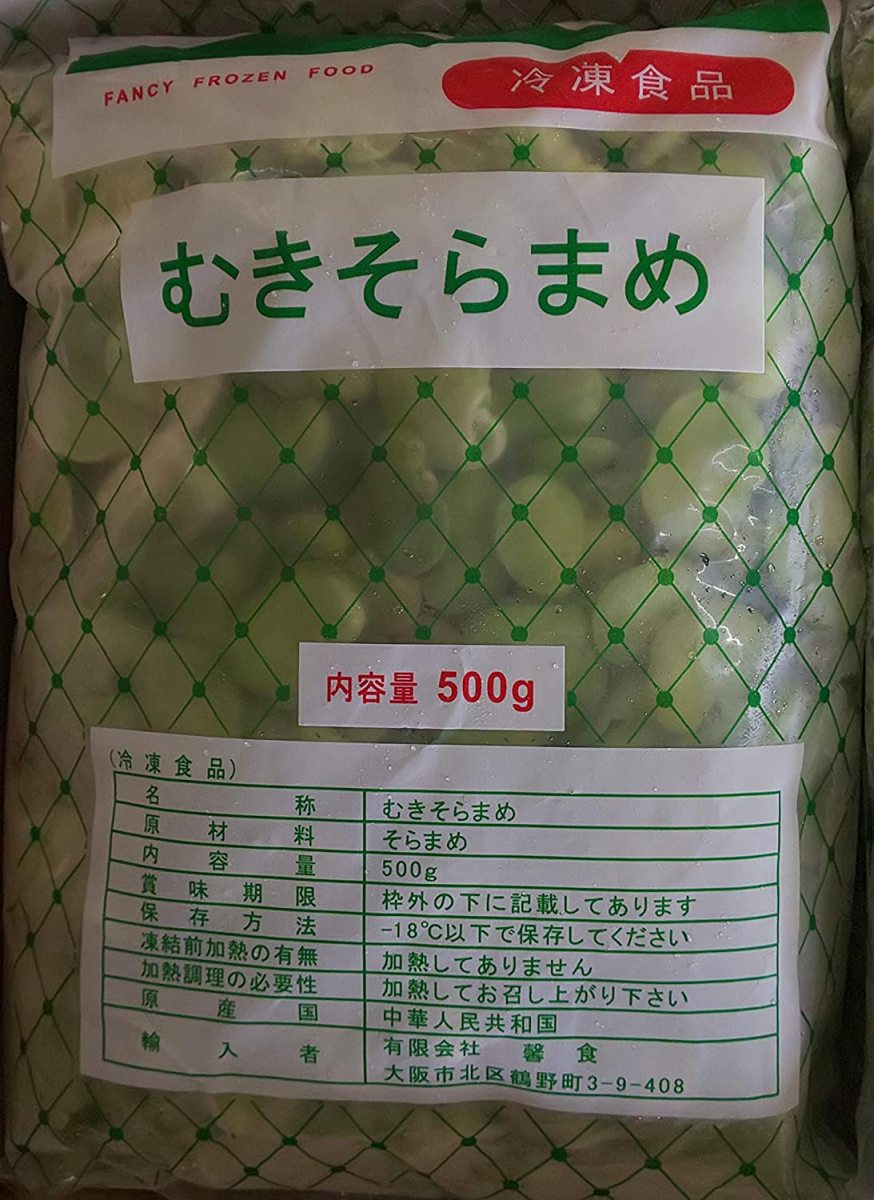 FANCY FROZEN FOOD
冷凍食品
むきそらまめ
内容量 500g
(冷凍食品)
名称 むきそらまめ
原材料 そらまめ
内容量 500g
賞味期限 枠外の下に記載してあります
保存方法 -18℃以下で保存してください
凍結前加熱の有無 加熱してありません
加熱調理の必要性 加熱してお召し上がり下さい
原産国 中華人民共和国
輸入者 有限会社 馨食
大阪市北区鶴野町3-9-408